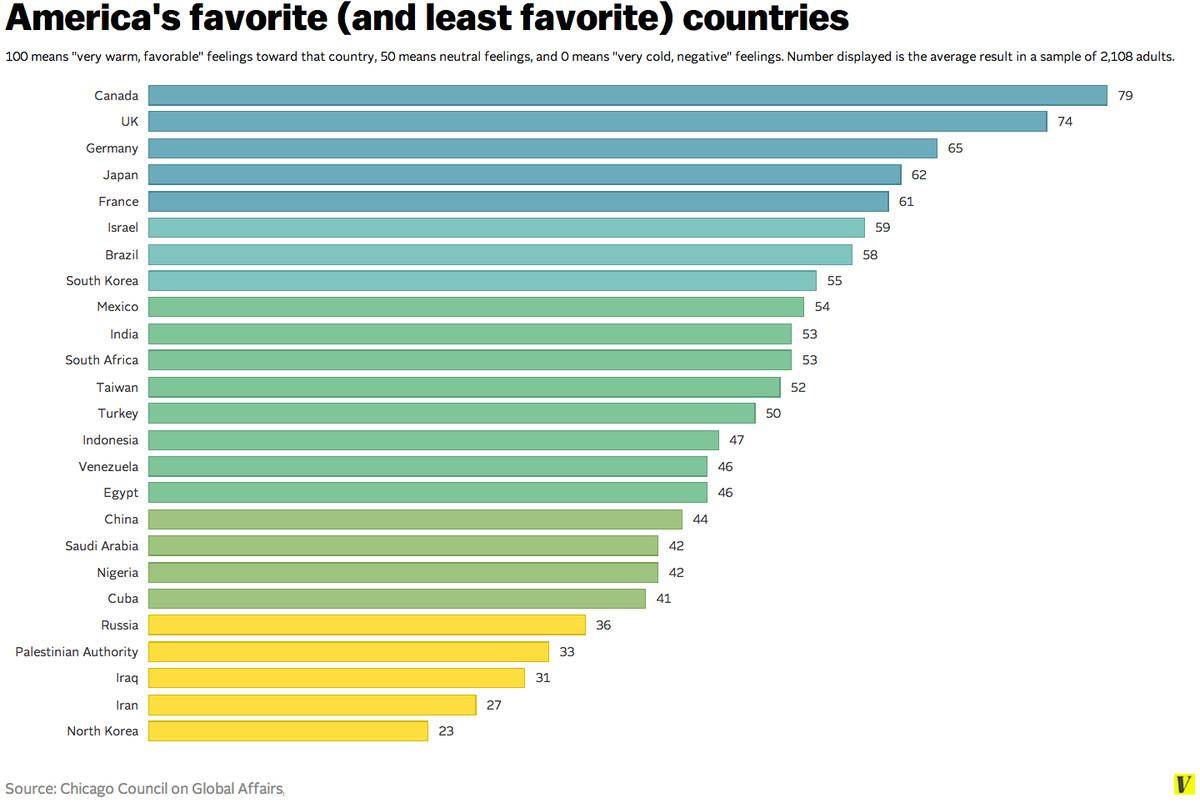 America's favorite (and least favorite) countries
100 means "very warm, favorable" feelings toward that country, 50 means neutral feelings, and 0 means "very cold, negative" feelings. Number displayed is the average result in a sample of 2,108 adults.
Canada 79
UK 74
Germany 65
Japan 62
France 61
Israel 59
Brazil 58
South Korea 55
Mexico 54
India 53
South Africa 53
Taiwan 52
Turkey 50
Indonesia 47
Venezuela 46
Egypt 46
China 44
Saudi Arabia 42
Nigeria 42
Cuba 41
Russia 36
Palestinian Authority 33
Iraq 31
Iran 27
North Korea 23
Source: Chicago Council on Global Affairs,
V